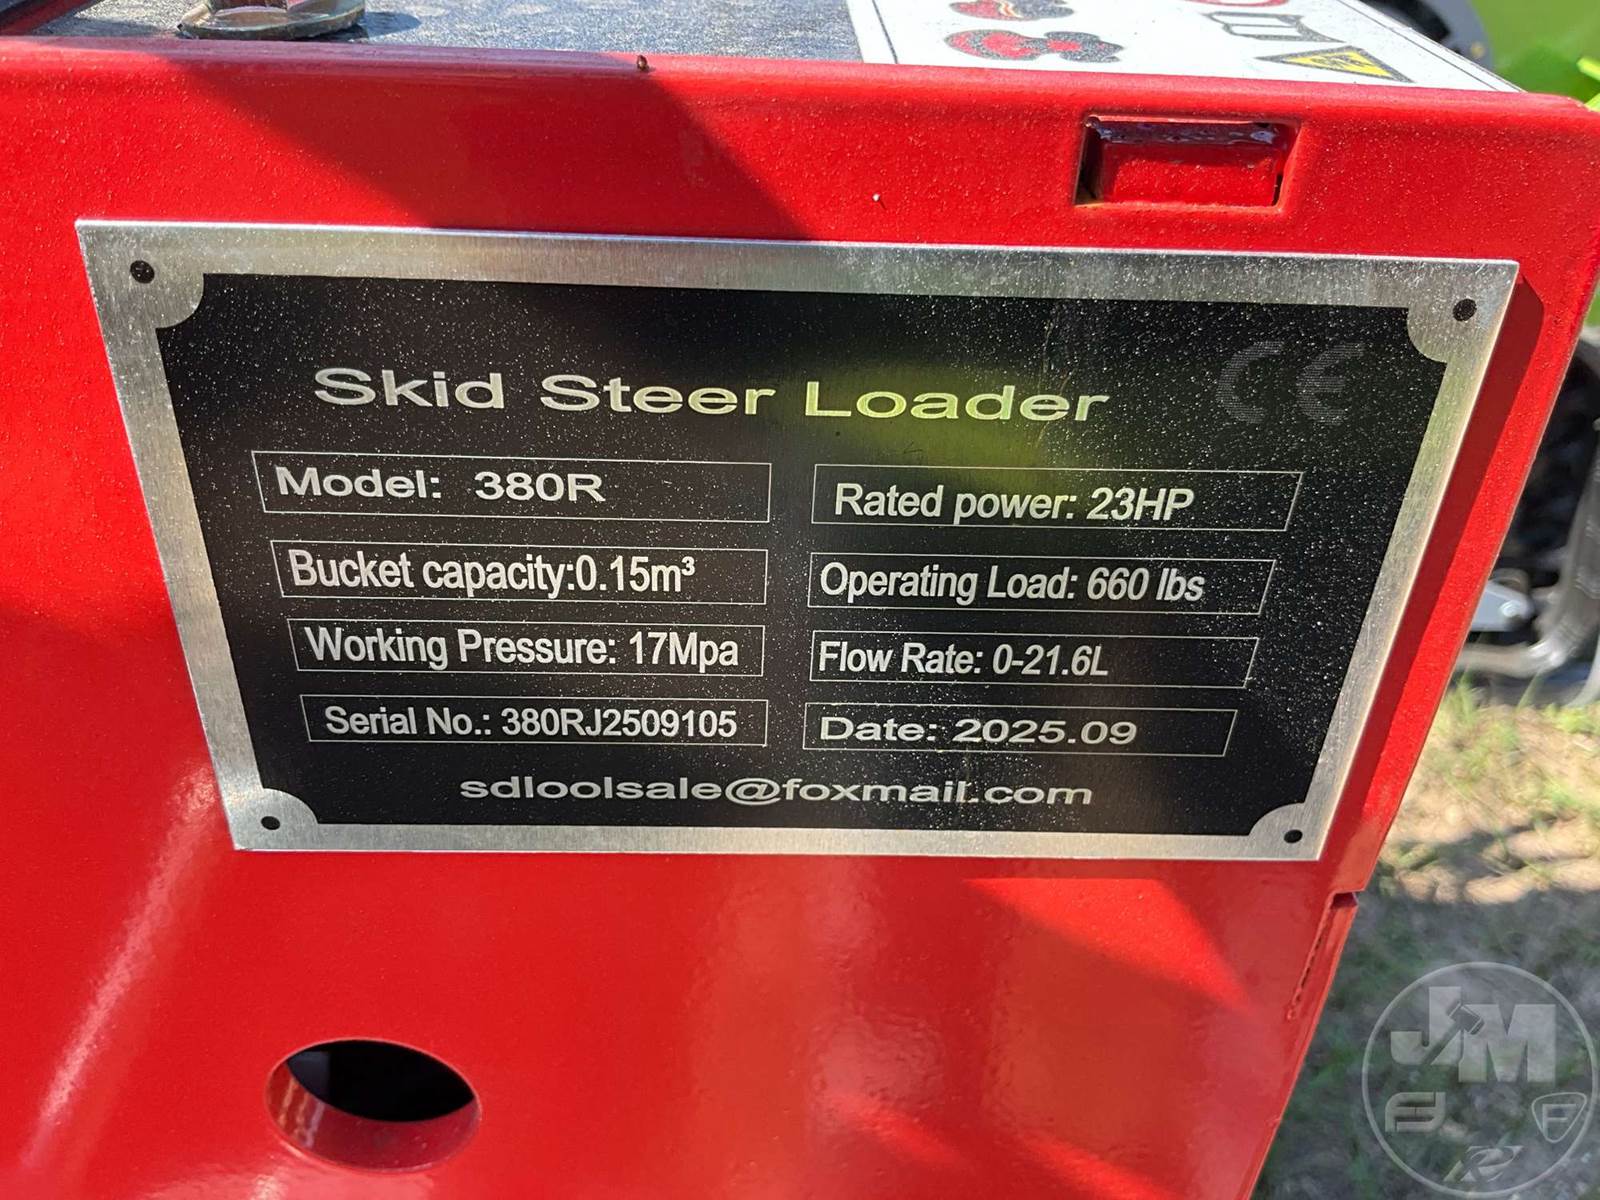 Skid Steer Loader CE
Model: 380R
Rated power: 23HP
Bucket capacity:0.15m³
Operating Load: 660 lbs
Working Pressure: 17Mpa
Flow Rate: 0-21.6L
Serial No.: 380RJ2509105
Date: 2025.09
sdloolsale@foxmail.com
JM